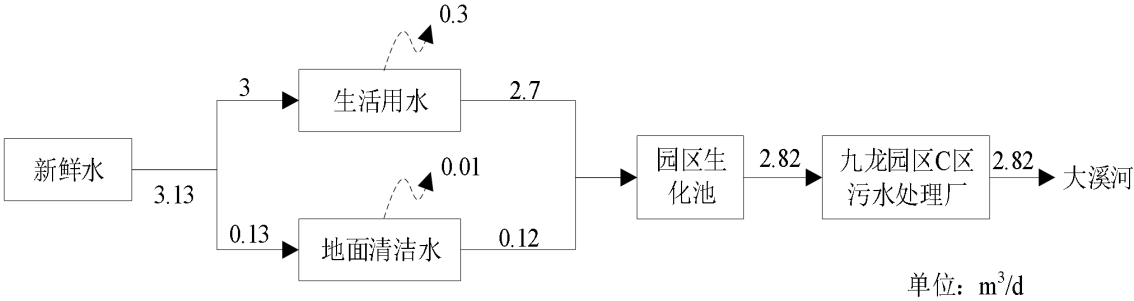 0.3
3
生活用水
2.7
新鲜水
3.13
0.01
0.13
地面清洁水
0.12
园区生
化池
2.82
九龙园区C区
污水处理厂
2.82
大溪河
单位：m³/d